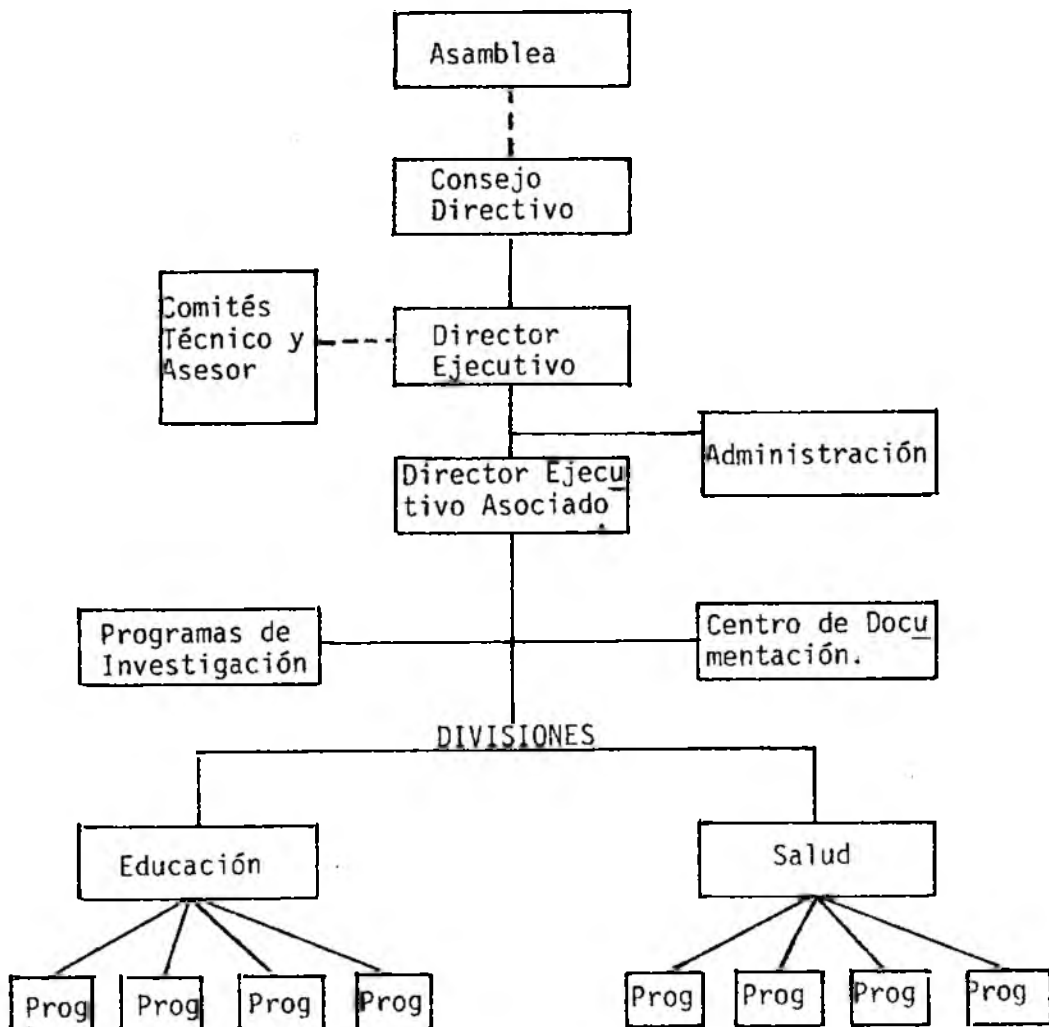 Asamblea
Consejo
Directivo
Comités
Técnico y
Asesor
Director
Ejecutivo
Administración
Director Ejecu
tivo Asociado
Programas de
Investigación
Centro de Docu
mentación.
DIVISIONES
Educación
Salud
Prog
Prog
Prog
Prog
Prog
Prog
Prog
Prog